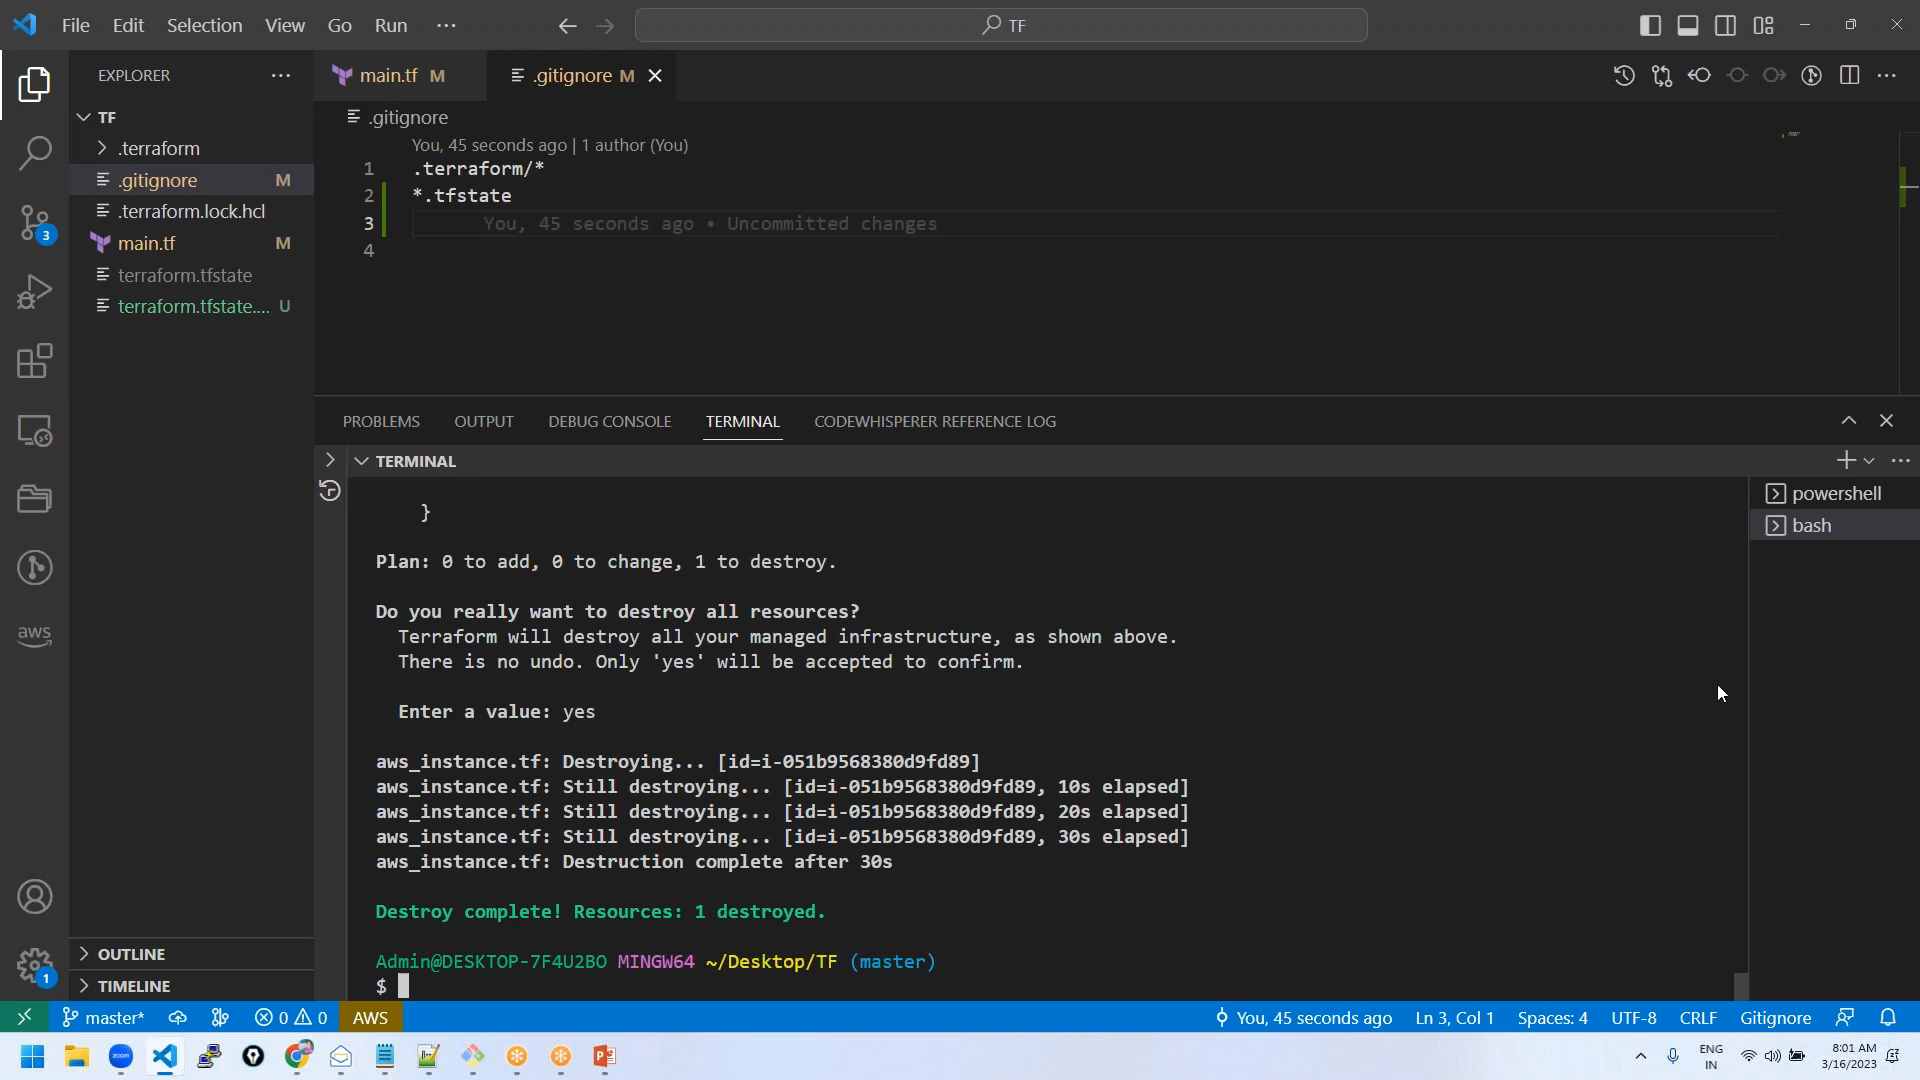 File Edit Selection View Go Run ···
TF
EXPLORER ···
main.tf M
.gitignore M
TF
.terraform
.gitignore M
.terraform.lock.hcl
main.tf M
terraform.tfstate
terraform.tfstate.... U
.gitignore
You, 45 seconds ago | 1 author (You)
1 .terraform/*
2 *.tfstate
3 You, 45 seconds ago • Uncommitted changes
4
3
aws
1
PROBLEMS OUTPUT DEBUG CONSOLE TERMINAL CODEWHISPERER REFERENCE LOG
TERMINAL
powershell
bash
}
Plan: 0 to add, 0 to change, 1 to destroy.
Do you really want to destroy all resources?
Terraform will destroy all your managed infrastructure, as shown above.
There is no undo. Only 'yes' will be accepted to confirm.
Enter a value: yes
aws_instance.tf: Destroying... [id=i-051b9568380d9fd89]
aws_instance.tf: Still destroying... [id=i-051b9568380d9fd89, 10s elapsed]
aws_instance.tf: Still destroying... [id=i-051b9568380d9fd89, 20s elapsed]
aws_instance.tf: Still destroying... [id=i-051b9568380d9fd89, 30s elapsed]
aws_instance.tf: Destruction complete after 30s
Destroy complete! Resources: 1 destroyed.
Admin@DESKTOP-7F4U2BO MINGW64 ~/Desktop/TF (master)
$
OUTLINE
TIMELINE
master* 0 0 AWS You, 45 seconds ago Ln 3, Col 1 Spaces: 4 UTF-8 CRLF Gitignore
zoom
ENG
IN
8:01 AM
3/16/2023